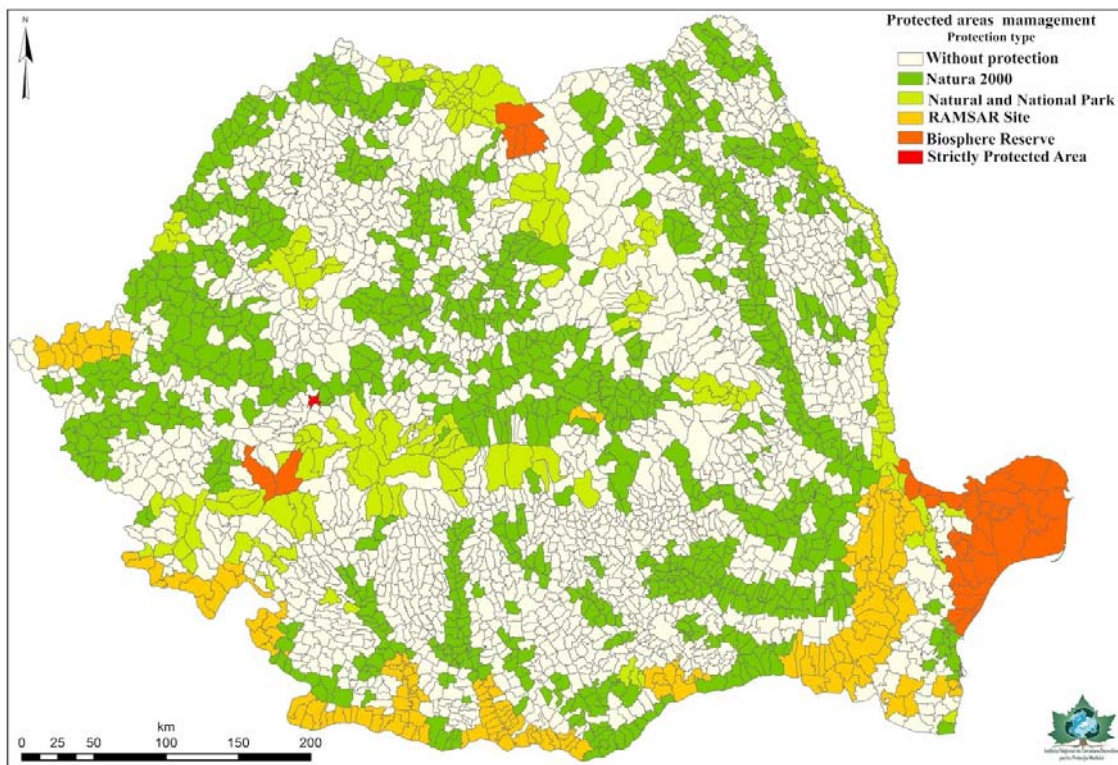 N
Protected areas mamagement
Protection type
Without protection
Natura 2000
Natural and National Park
RAMSAR Site
Biosphere Reserve
Strictly Protected Area
km
0 25 50 100 150 200